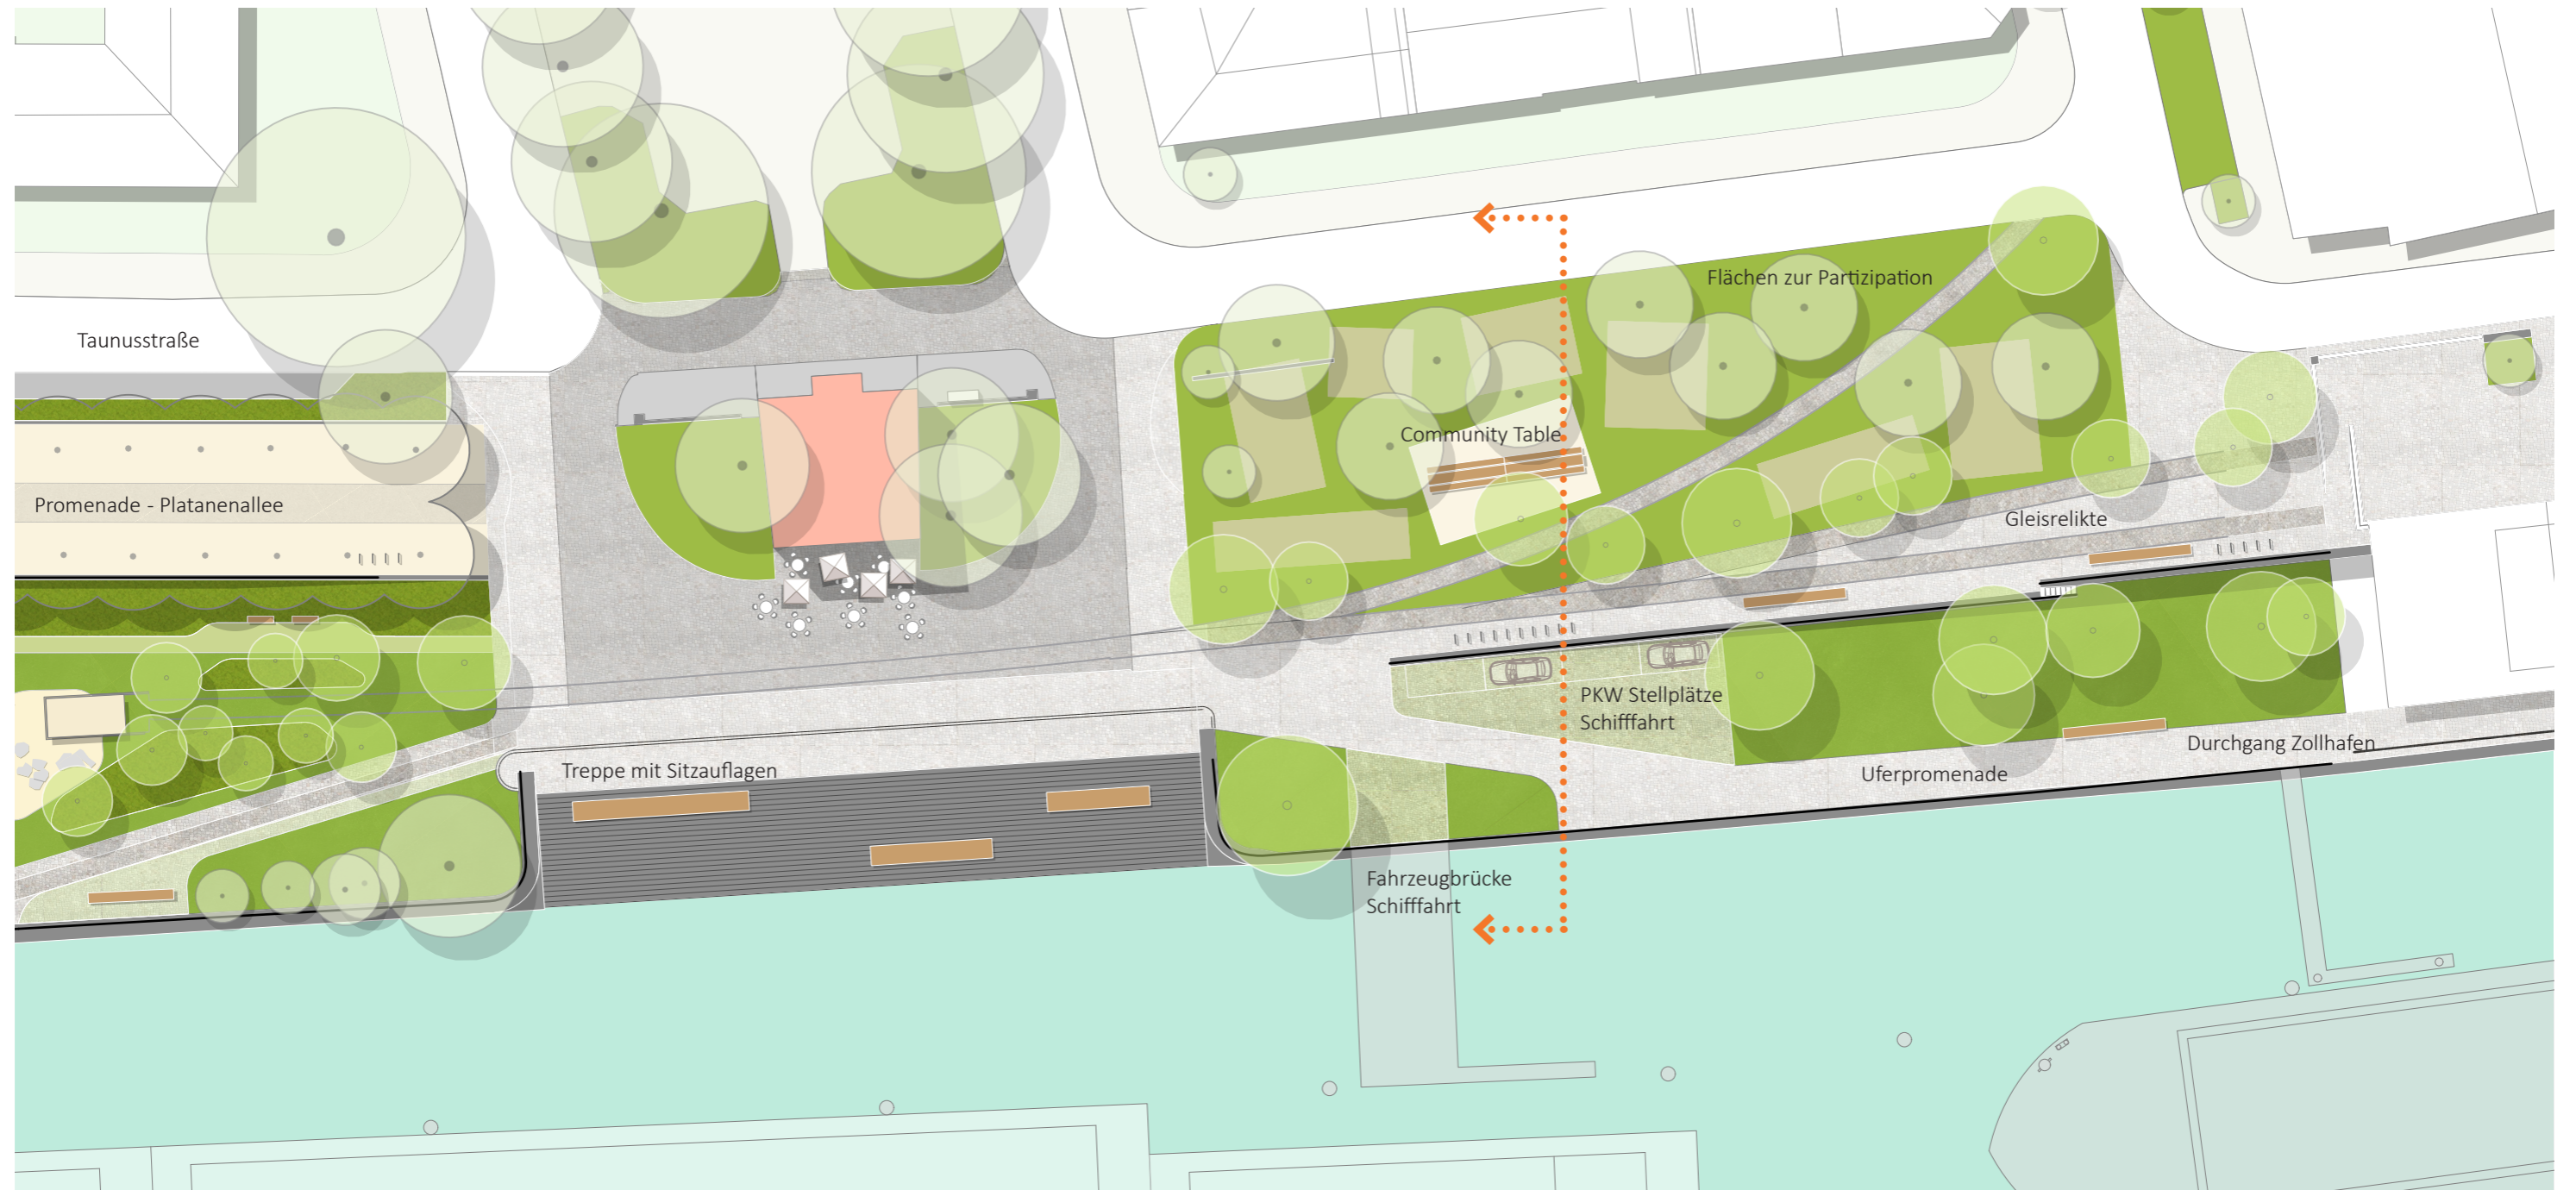 Flächen zur Partizipation
Taunusstraße
Community Table
Promenade - Platanenallee
Gleisrelikte
PKW Stellplätze
Schifffahrt
Durchgang Zollhafen
Treppe mit Sitzauflagen
Uferpromenade
Fahrzeugbrücke
Schifffahrt